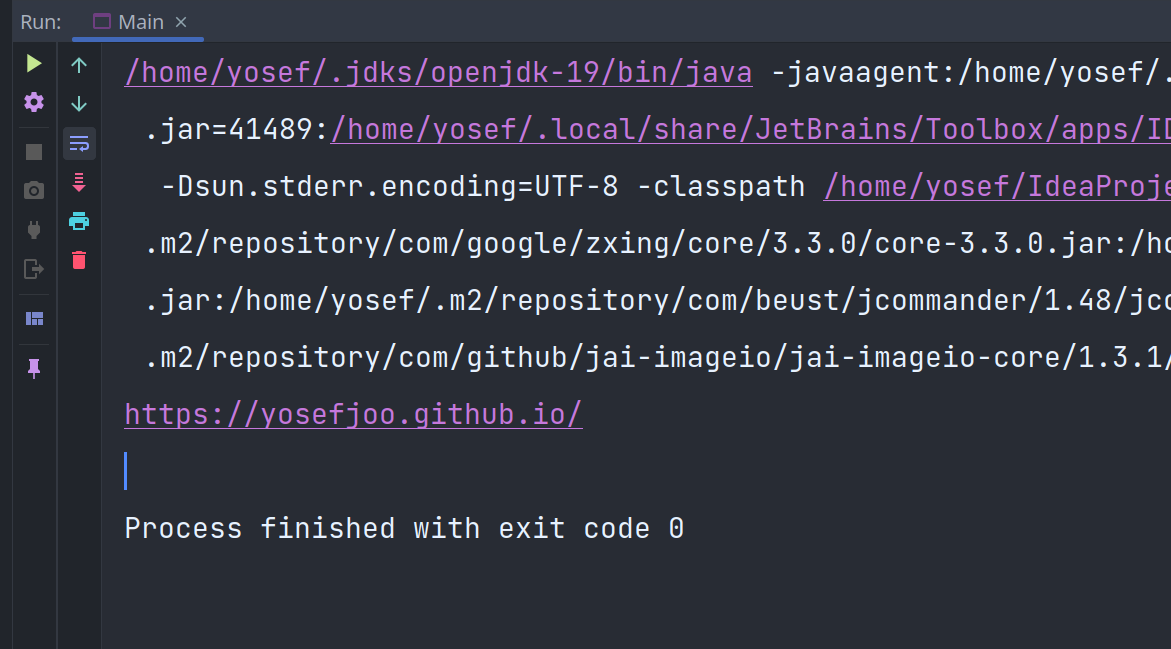 Run: Main
/home/yosef/.jdks/openjdk-19/bin/java -javaagent:/home/yosef/.
.jar=41489:/home/yosef/.local/share/JetBrains/Toolbox/apps/ID
-Dsun.stderr.encoding=UTF-8 -classpath /home/yosef/IdeaProje
.m2/repository/com/google/zxing/core/3.3.0/core-3.3.0.jar:/ho
.jar:/home/yosef/.m2/repository/com/beust/jcommander/1.48/jco
.m2/repository/com/github/jai-imageio/jai-imageio-core/1.3.1/
https://yosefjoo.github.io/
Process finished with exit code 0